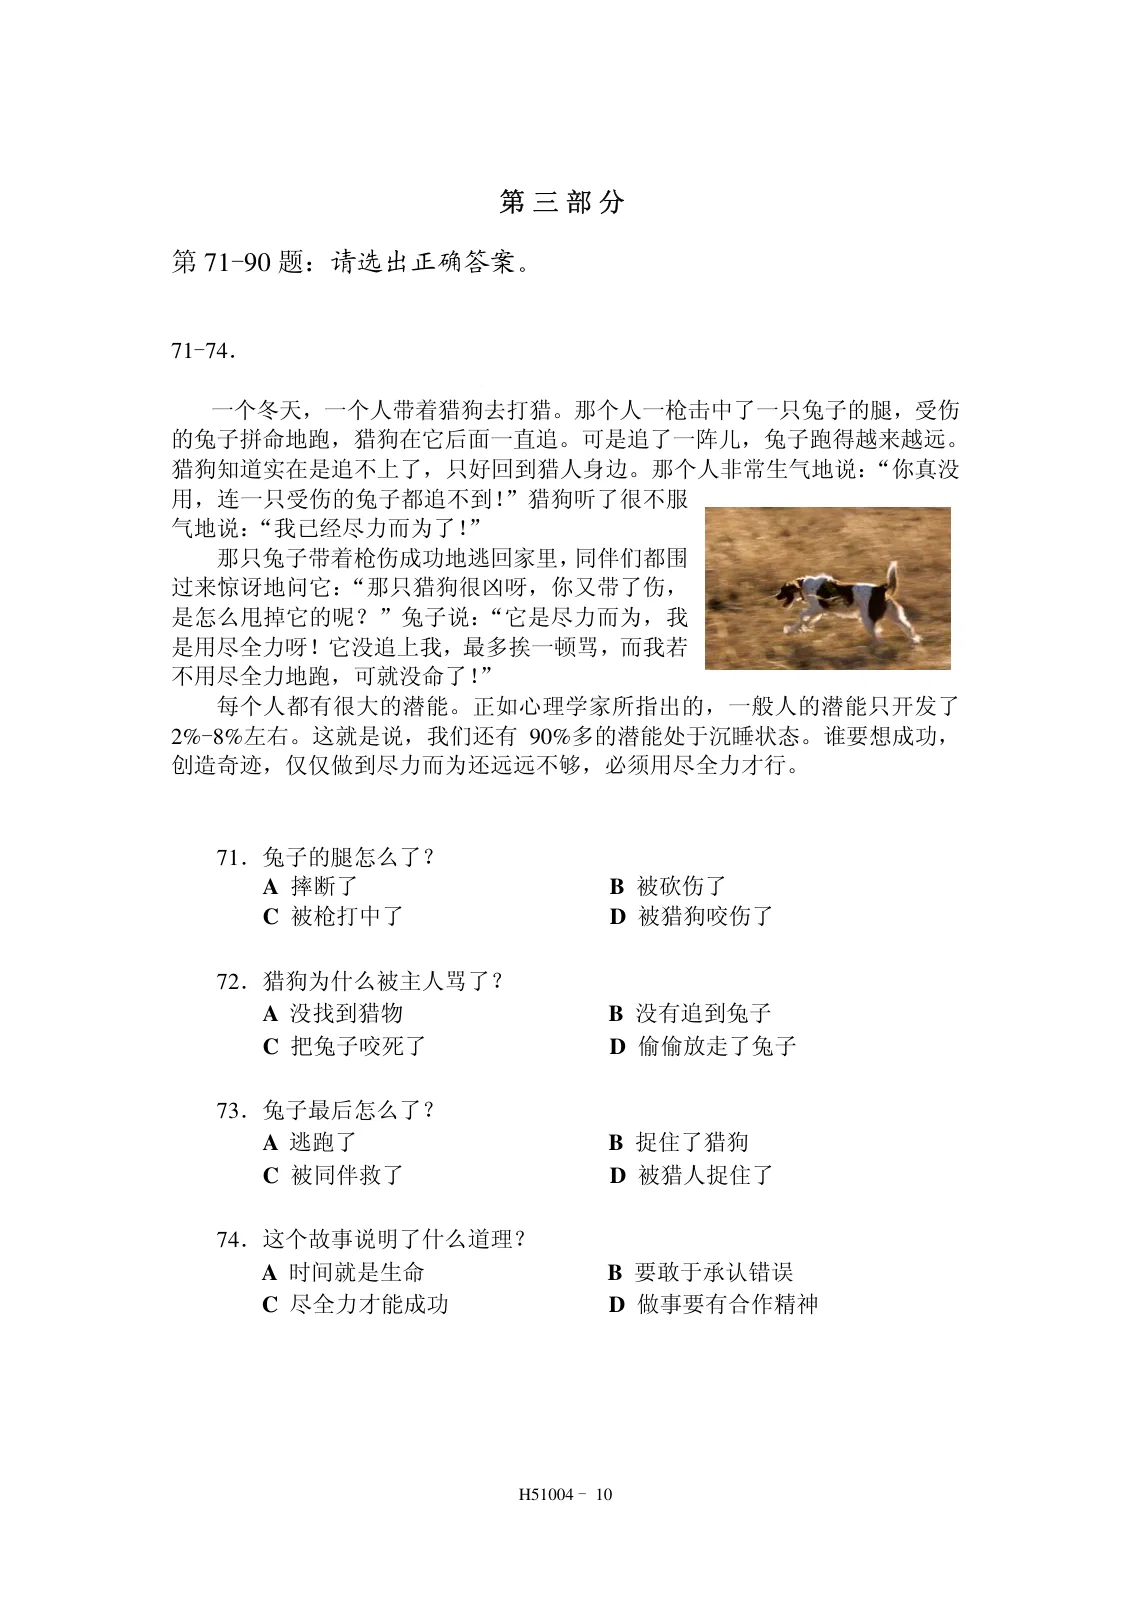 第三部分
第 71-90 题：请选出正确答案。
71-74．
一个冬天，一个人带着猎狗去打猎。那个人一枪击中了一只兔子的腿，受伤
的兔子拼命地跑，猎狗在它后面一直追。可是追了一阵儿，兔子跑得越来越远。
猎狗知道实在是追不上了，只好回到猎人身边。那个人非常生气地说：“你真没
用，连一只受伤的兔子都追不到！”猎狗听了很不服
气地说：“我已经尽力而为了！”
那只兔子带着枪伤成功地逃回家里，同伴们都围
过来惊讶地问它：“那只猎狗很凶呀，你又带了伤，
是怎么甩掉它的呢？”兔子说：“它是尽力而为，我
是用尽全力呀！它没追上我，最多挨一顿骂，而我若
不用尽全力地跑，可就没命了！”
每个人都有很大的潜能。正如心理学家所指出的，一般人的潜能只开发了
2%-8%左右。这就是说，我们还有 90%多的潜能处于沉睡状态。谁要想成功，
创造奇迹，仅仅做到尽力而为还远远不够，必须用尽全力才行。
71．兔子的腿怎么了？
A 摔断了 B 被砍伤了
C 被枪打中了 D 被猎狗咬伤了
72．猎狗为什么被主人骂了？
A 没找到猎物 B 没有追到兔子
C 把兔子咬死了 D 偷偷放走了兔子
73．兔子最后怎么了？
A 逃跑了 B 捉住了猎狗
C 被同伴救了 D 被猎人捉住了
74．这个故事说明了什么道理？
A 时间就是生命 B 要敢于承认错误
C 尽全力才能成功 D 做事要有合作精神
H51004- 10